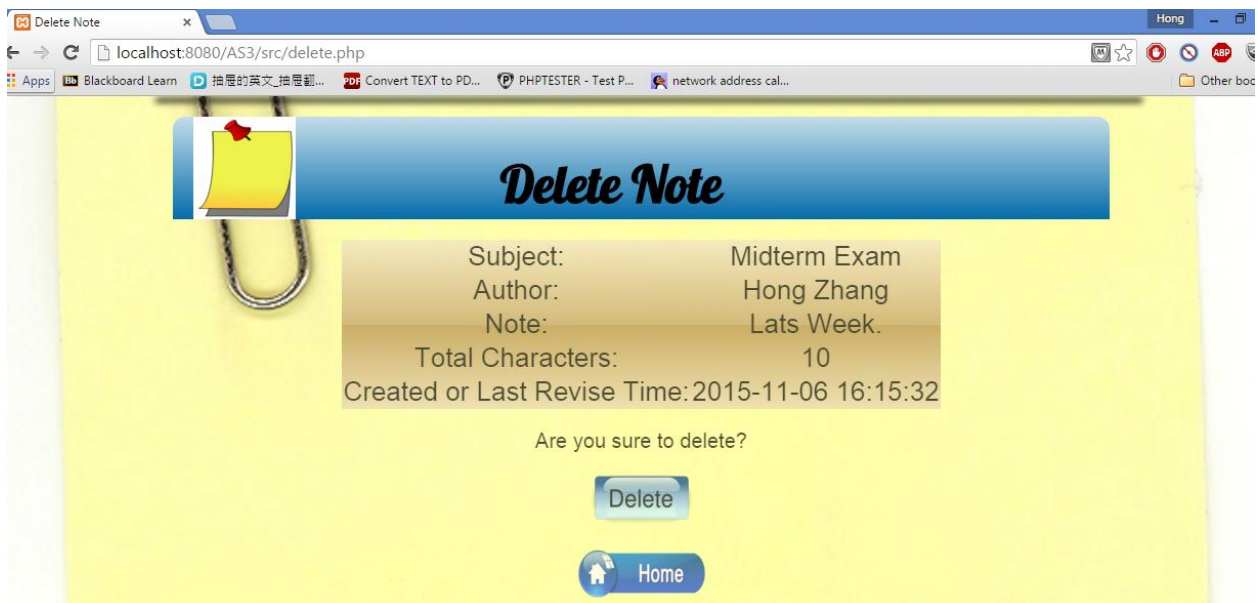 Delete Note
Hong
localhost:8080/AS3/src/delete.php
ABP
Apps Bb Blackboard Learn D 抽屉的英文_抽屉翻... PDF Convert TEXT to PD... PHPTESTER - Test P... network address cal... Other boo
Delete Note
Subject: Midterm Exam
Author: Hong Zhang
Note: Lats Week.
Total Characters: 10
Created or Last Revise Time: 2015-11-06 16:15:32
Are you sure to delete?
Delete
Home